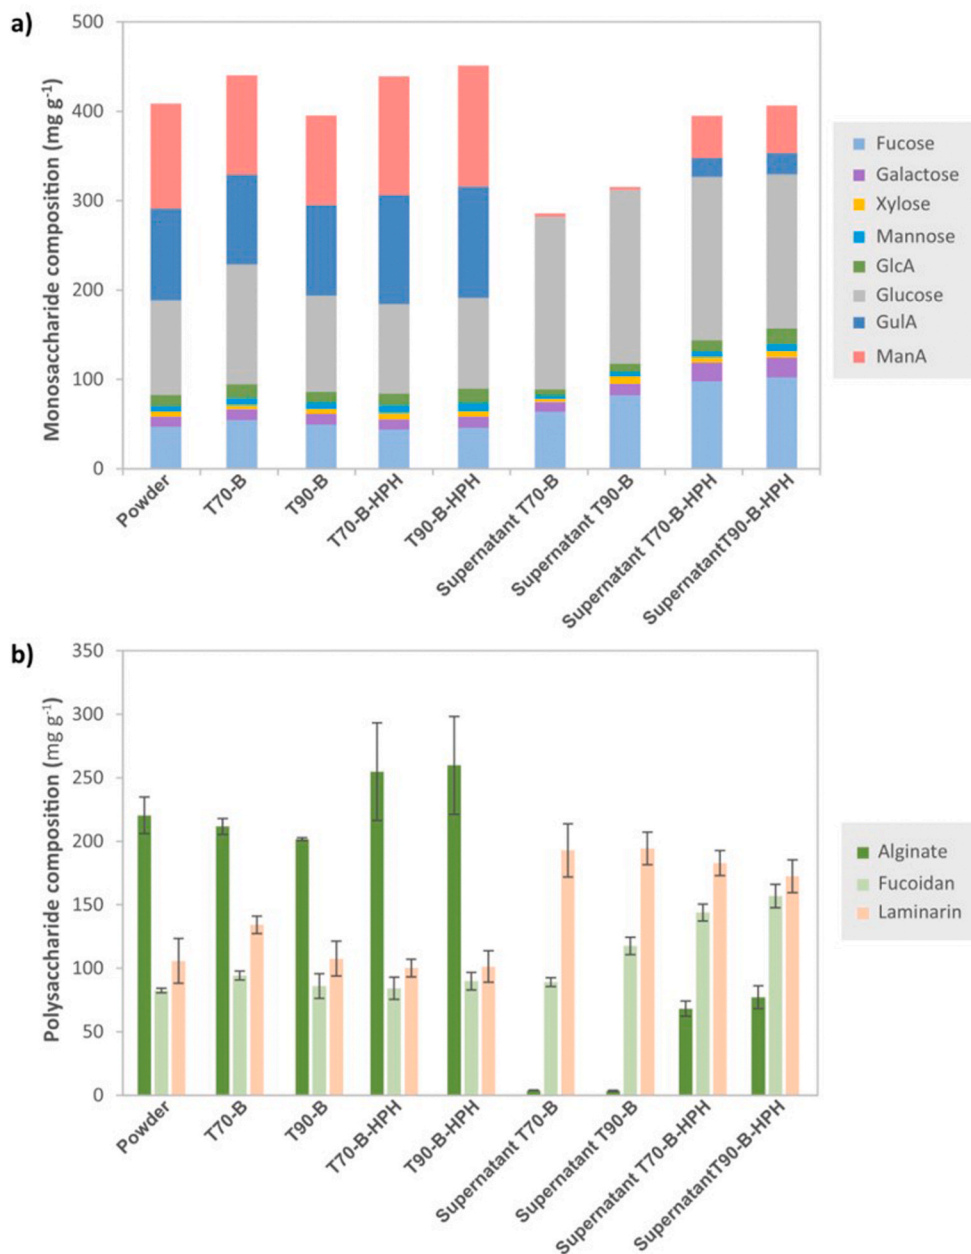 a)
Monosaccharide composition (mg g⁻¹)
500
400
300
200
100
0
Powder
T70-B
T90-B
T70-B-HPH
T90-B-HPH
Supernatant T70-B
Supernatant T90-B
Supernatant T70-B-HPH
SupernatantT90-B-HPH
Fucose
Galactose
Xylose
Mannose
GlcA
Glucose
GulA
ManA
b)
Polysaccharide composition (mg g⁻¹)
350
300
250
200
150
100
50
0
Powder
T70-B
T90-B
T70-B-HPH
T90-B-HPH
Supernatant T70-B
Supernatant T90-B
Supernatant T70-B-HPH
SupernatantT90-B-HPH
Alginate
Fucoidan
Laminarin